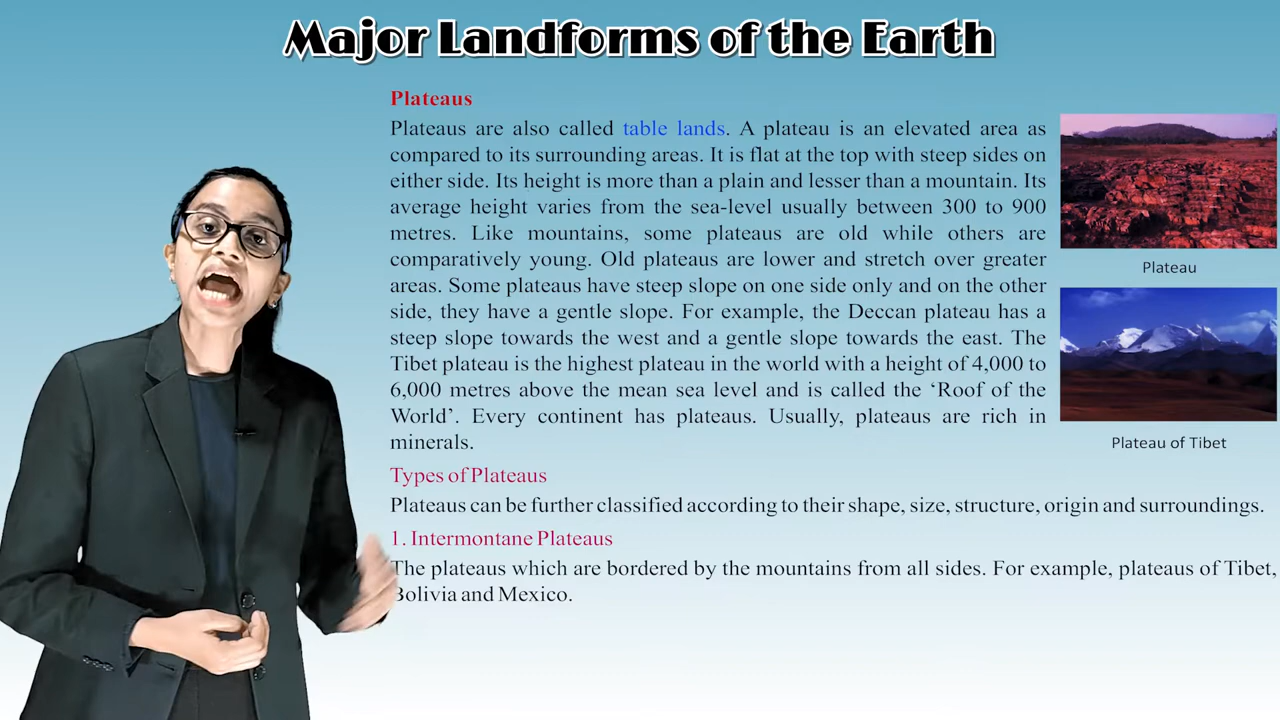 Major Landforms of the Earth
Plateaus
Plateaus are also called table lands. A plateau is an elevated area as
compared to its surrounding areas. It is flat at the top with steep sides on
either side. Its height is more than a plain and lesser than a mountain. Its
average height varies from the sea-level usually between 300 to 900
metres. Like mountains, some plateaus are old while others are
comparatively young. Old plateaus are lower and stretch over greater
areas. Some plateaus have steep slope on one side only and on the other
side, they have a gentle slope. For example, the Deccan plateau has a
steep slope towards the west and a gentle slope towards the east. The
Tibet plateau is the highest plateau in the world with a height of 4,000 to
6,000 metres above the mean sea level and is called the ‘Roof of the
World’. Every continent has plateaus. Usually, plateaus are rich in
minerals.
Plateau
Plateau of Tibet
Types of Plateaus
Plateaus can be further classified according to their shape, size, structure, origin and surroundings.
1. Intermontane Plateaus
The plateaus which are bordered by the mountains from all sides. For example, plateaus of Tibet,
Bolivia and Mexico.